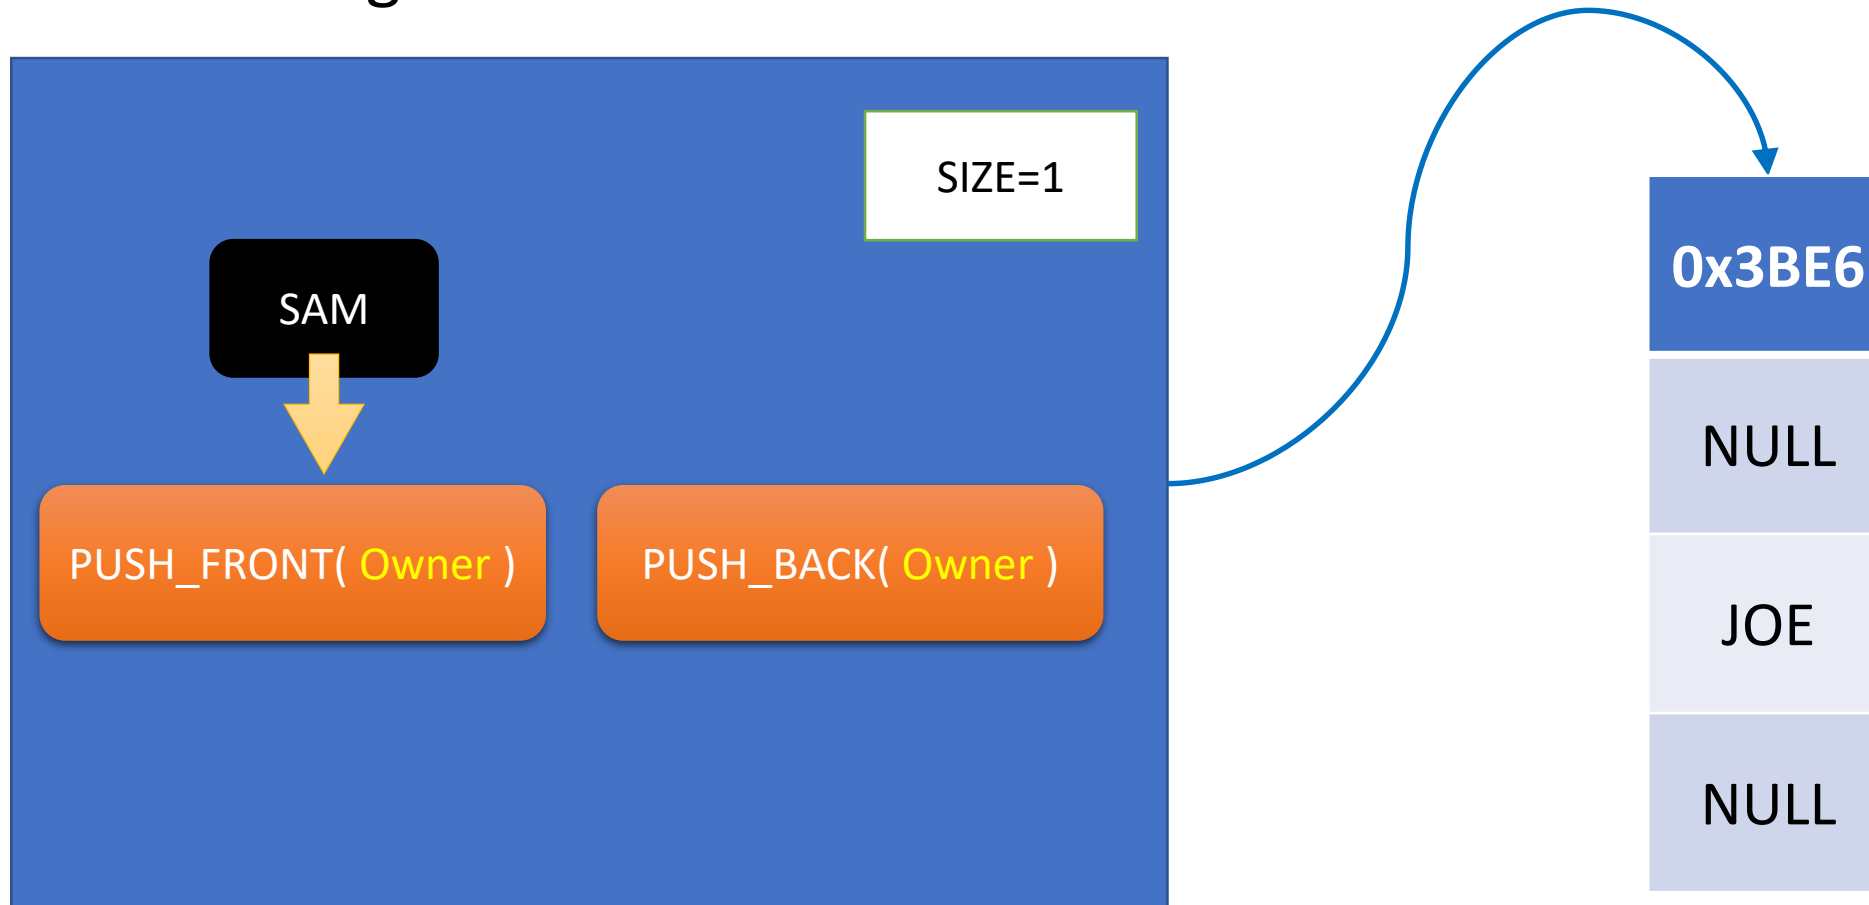 SIZE=1
SAM
PUSH_FRONT( Owner )
PUSH_BACK( Owner )
0x3BE6
NULL
JOE
NULL